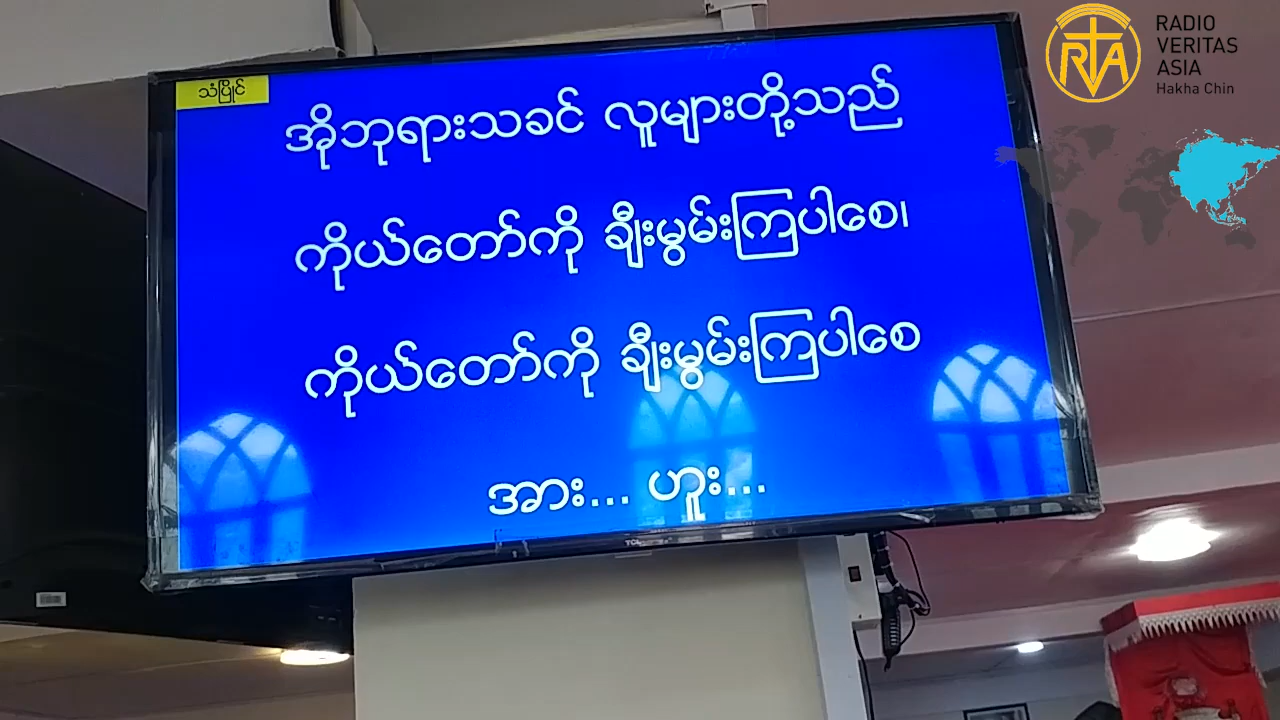 သံပြိုင်
အိုဘုရားသခင် လူများတို့သည်
ကိုယ်တော်ကို ချီးမွမ်းကြပါစေ၊
ကိုယ်တော်ကို ချီးမွမ်းကြပါစေ
အား... ဟူး...
TCL
RADIO
VERITAS
ASIA
Hakha Chin
RVA